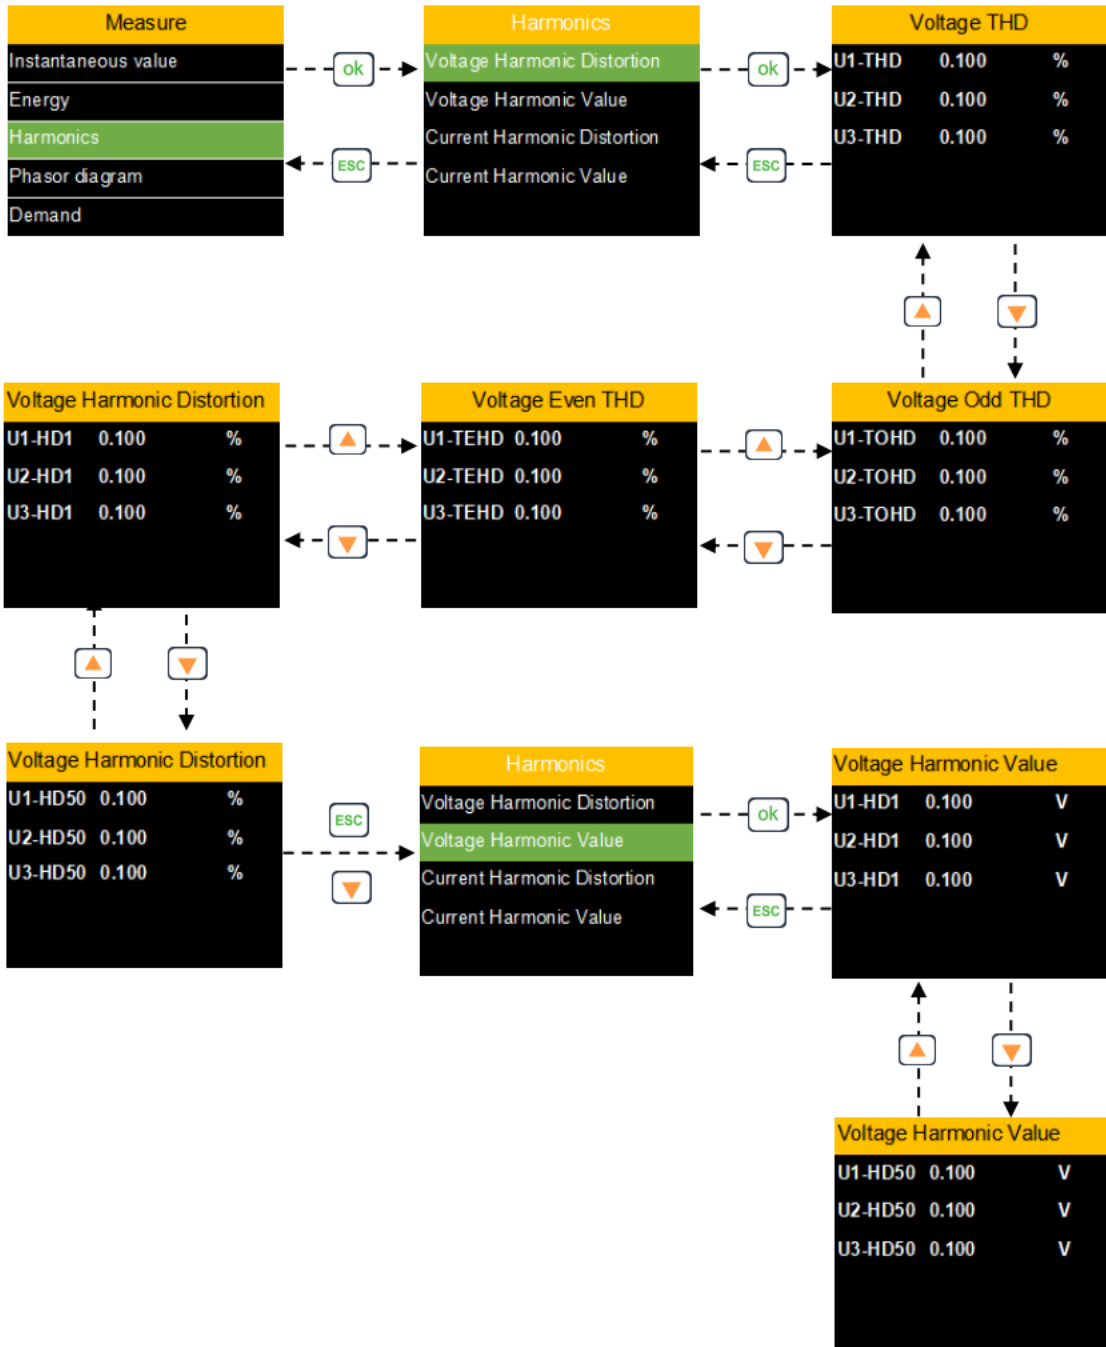 Measure
Instantaneous value
Energy
Harmonics
Phasor diagram
Demand
ok
ESC
Harmonics
Voltage Harmonic Distortion
Voltage Harmonic Value
Current Harmonic Distortion
Current Harmonic Value
ok
ESC
Voltage THD
U1-THD 0.100 %
U2-THD 0.100 %
U3-THD 0.100 %
Voltage Harmonic Distortion
U1-HD1 0.100 %
U2-HD1 0.100 %
U3-HD1 0.100 %
Voltage Even THD
U1-TEHD 0.100 %
U2-TEHD 0.100 %
U3-TEHD 0.100 %
Voltage Odd THD
U1-TOHD 0.100 %
U2-TOHD 0.100 %
U3-TOHD 0.100 %
Voltage Harmonic Distortion
U1-HD50 0.100 %
U2-HD50 0.100 %
U3-HD50 0.100 %
ESC
Harmonics
Voltage Harmonic Distortion
Voltage Harmonic Value
Current Harmonic Distortion
Current Harmonic Value
ok
ESC
Voltage Harmonic Value
U1-HD1 0.100 V
U2-HD1 0.100 V
U3-HD1 0.100 V
Voltage Harmonic Value
U1-HD50 0.100 V
U2-HD50 0.100 V
U3-HD50 0.100 V